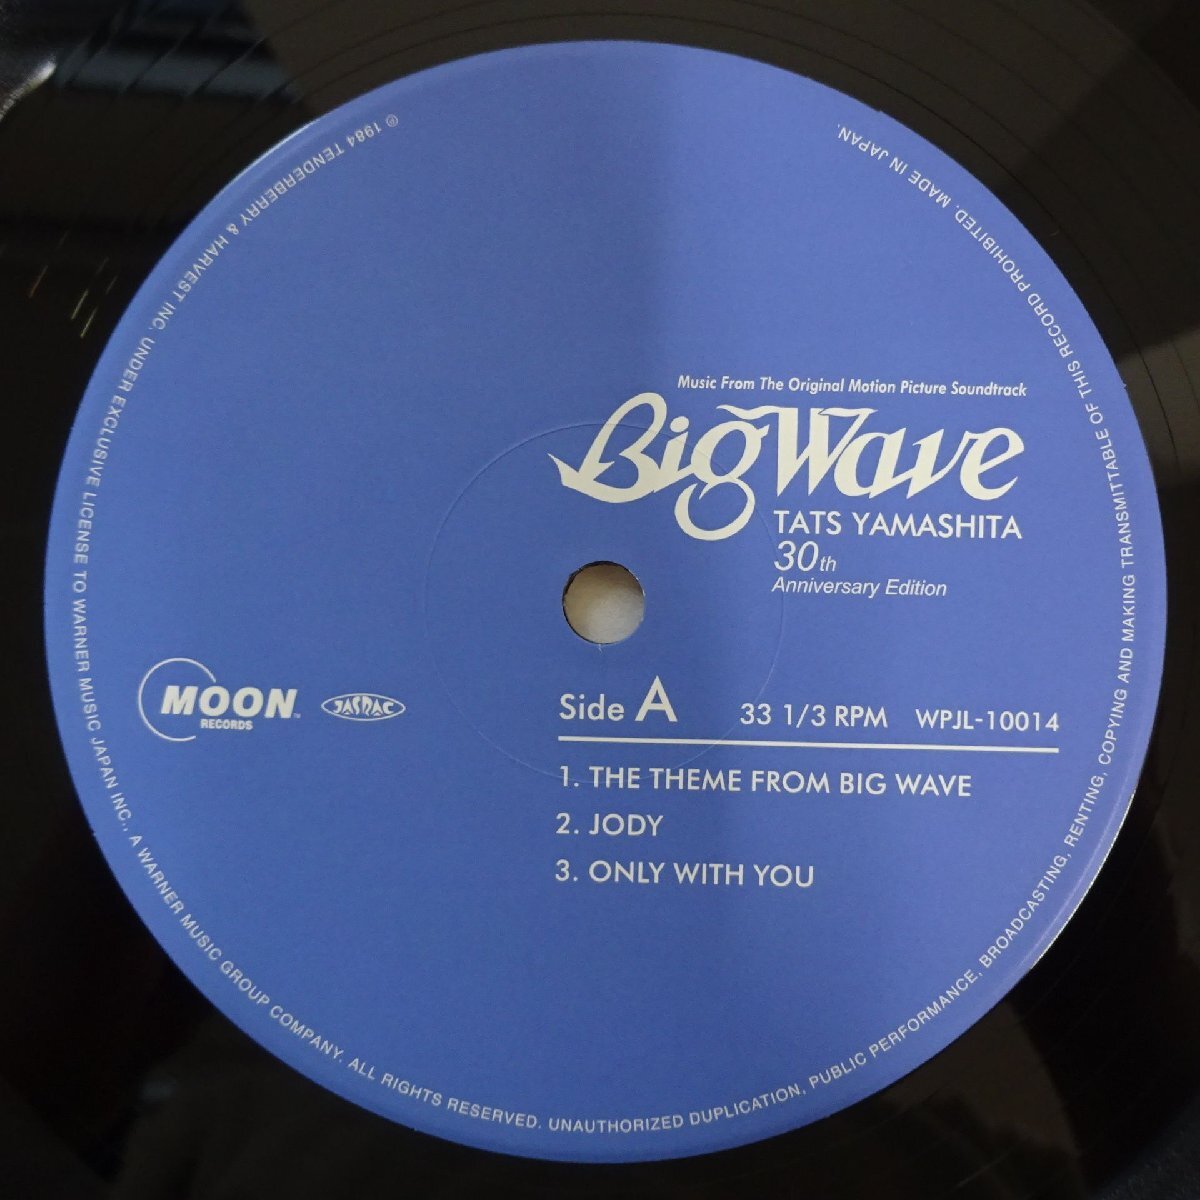 Music From The Original Motion Picture Soundtrack
Big Wave
TATS YAMASHITA
30th
Anniversary Edition
MOON
RECORDS
TM
JASRAC
Side A 33 1/3 RPM WPJL-10014
1. THE THEME FROM BIG WAVE
2. JODY
3. ONLY WITH YOU
℗ 1984 TENDERBERRY & HARVEST INC. UNDER EXCLUSIVE LICENSE TO WARNER MUSIC JAPAN INC., A WARNER MUSIC GROUP COMPANY. ALL RIGHTS RESERVED. UNAUTHORIZED DUPLICATION, PUBLIC PERFORMANCE, BROADCASTING, RENTING, COPYING AND MAKING TRANSMITTABLE OF THIS RECORD PROHIBITED. MADE IN JAPAN.